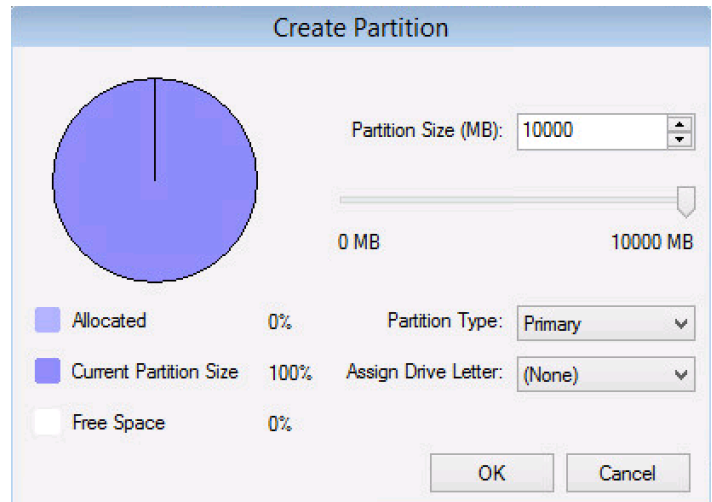 Create Partition
Partition Size (MB): 10000
0 MB 10000 MB
Allocated 0%
Current Partition Size 100%
Free Space 0%
Partition Type: Primary
Assign Drive Letter: (None)
OK Cancel